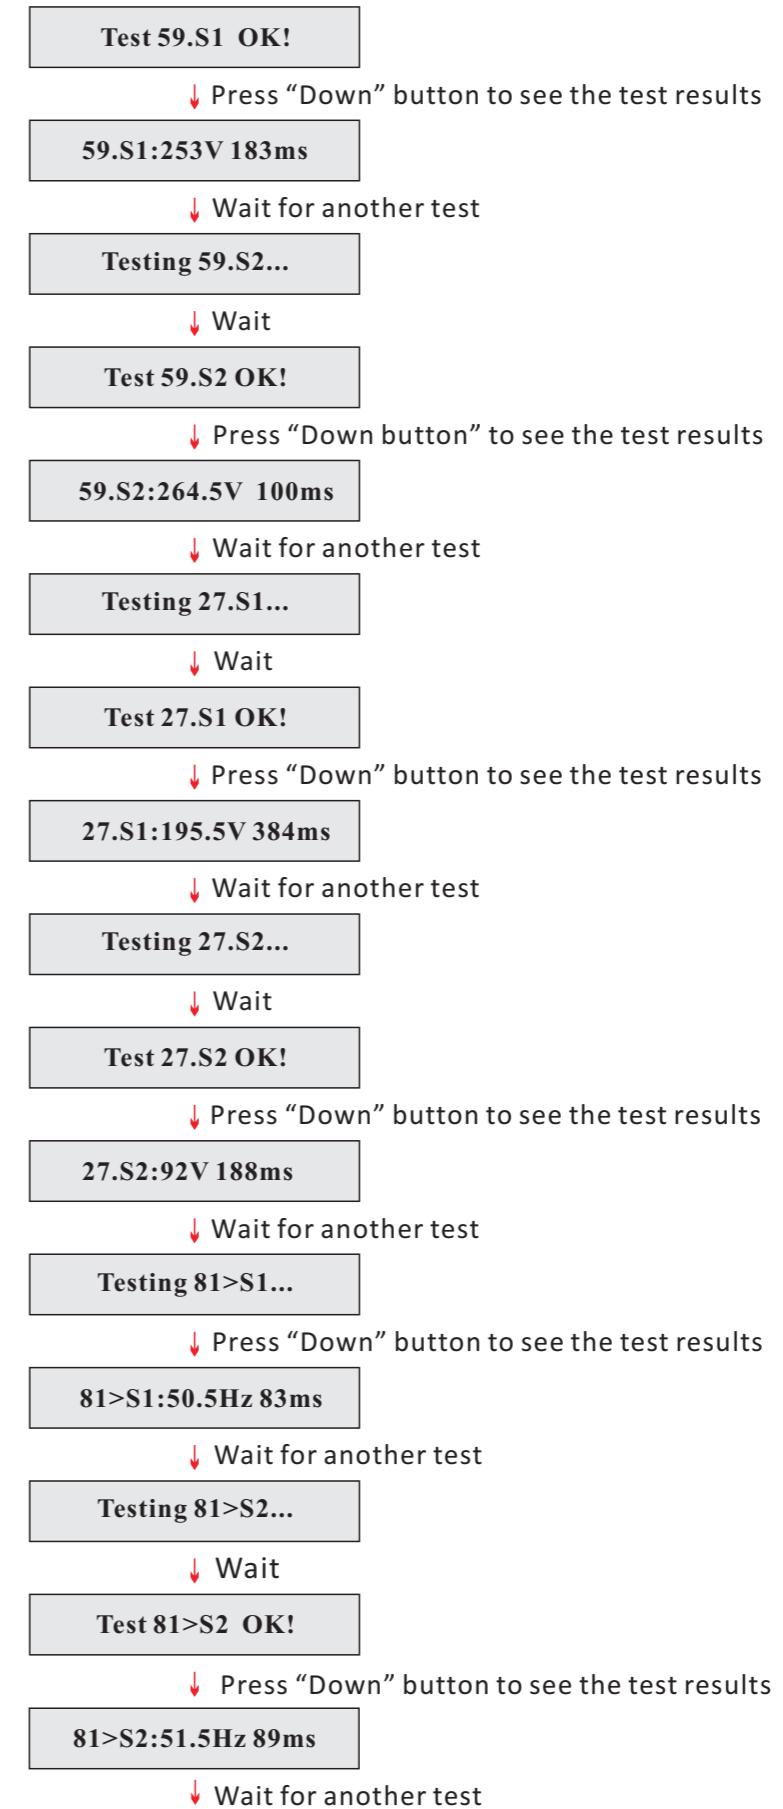 Test 59.S1 OK!
Press “Down” button to see the test results
59.S1:253V 183ms
Wait for another test
Testing 59.S2...
Wait
Test 59.S2 OK!
Press “Down button” to see the test results
59.S2:264.5V 100ms
Wait for another test
Testing 27.S1...
Wait
Test 27.S1 OK!
Press “Down” button to see the test results
27.S1:195.5V 384ms
Wait for another test
Testing 27.S2...
Wait
Test 27.S2 OK!
Press “Down” button to see the test results
27.S2:92V 188ms
Wait for another test
Testing 81>S1...
Press “Down” button to see the test results
81>S1:50.5Hz 83ms
Wait for another test
Testing 81>S2...
Wait
Test 81>S2 OK!
Press “Down” button to see the test results
81>S2:51.5Hz 89ms
Wait for another test